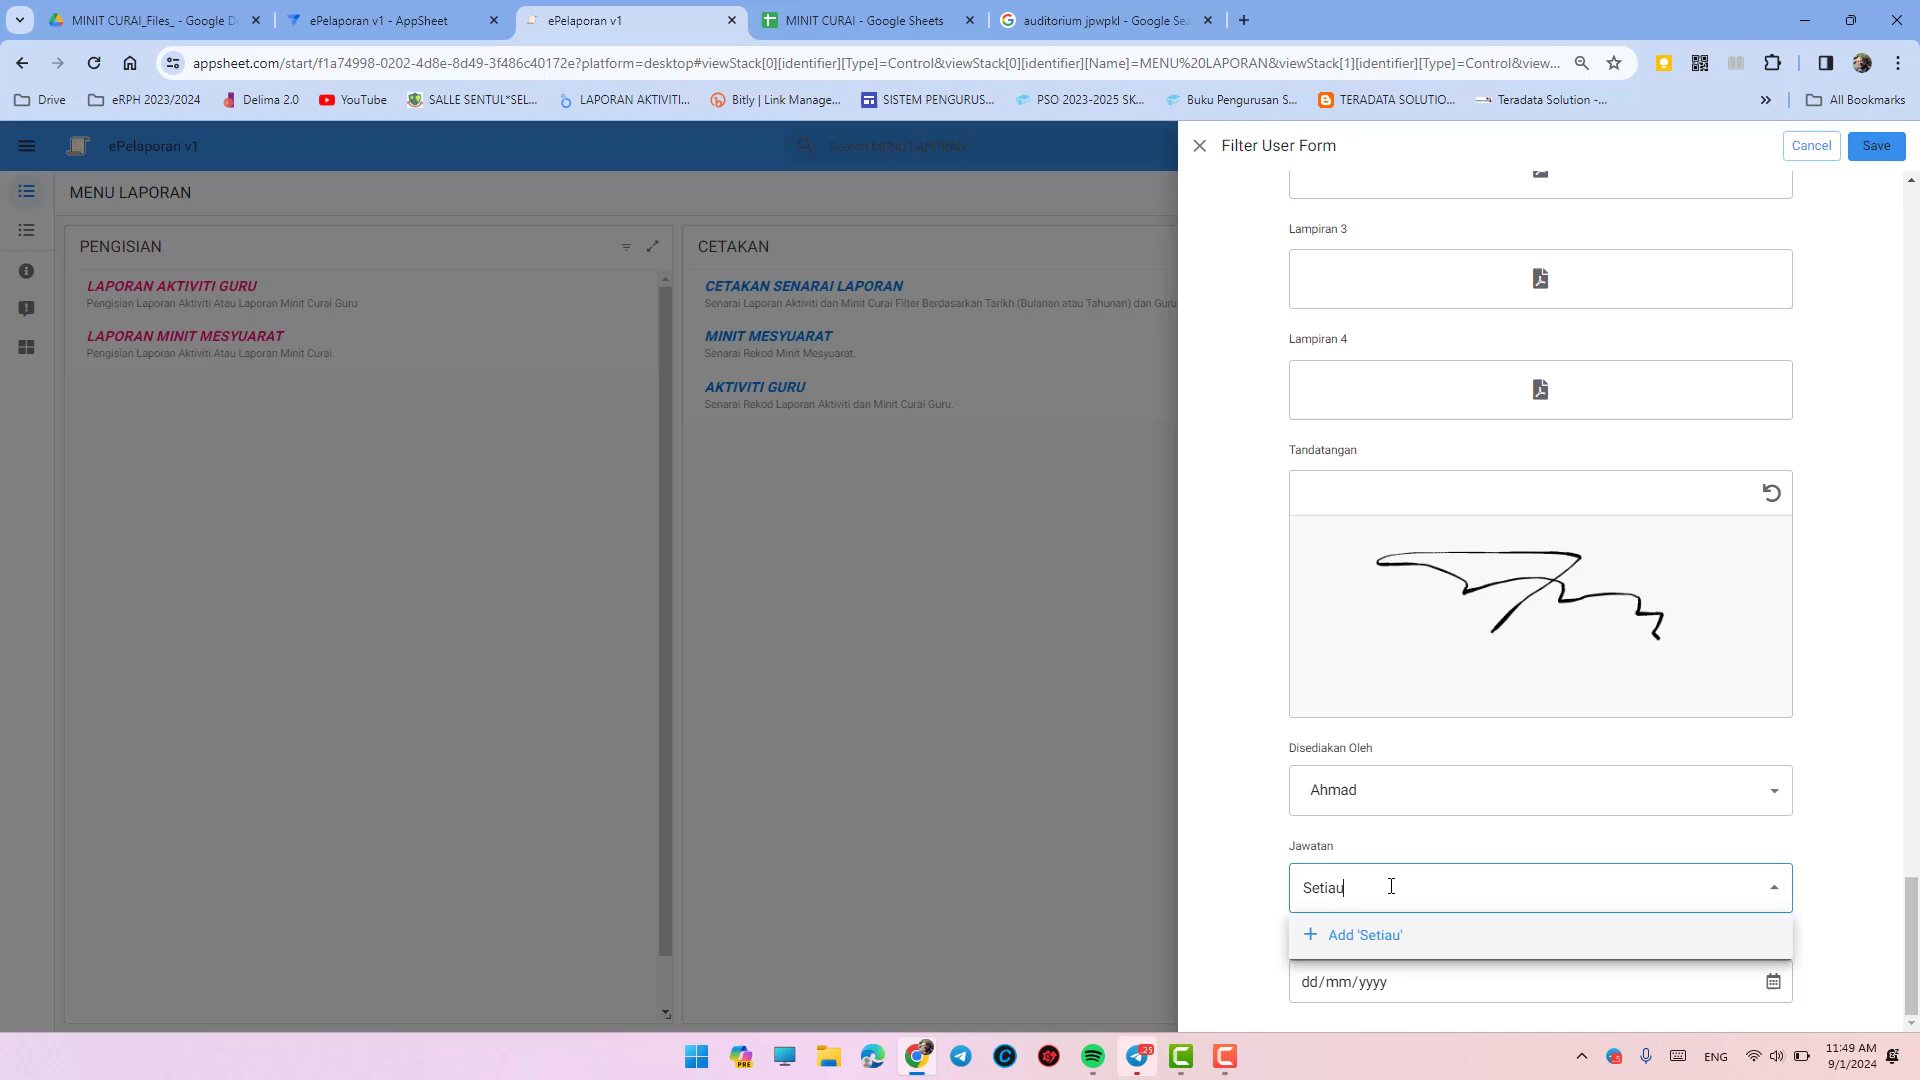 MINIT CURAI_Files_ - Google D
ePelaporan v1 - AppSheet
ePelaporan v1
MINIT CURAI - Google Sheets
auditorium jpwpkl - Google Sea
appsheet.com/start/f1a74998-0202-4d8e-8d49-3f486c40172e?platform=desktop#viewStack[0][identifier][Type]=Control&viewStack[0][identifier][Name]=MENU%20LAPORAN&viewStack[1][identifier][Type]=Control&view...
Drive
eRPH 2023/2024
Delima 2.0
YouTube
SALLE SENTUL*SEL...
LAPORAN AKTIVITI...
Bitly | Link Manage...
SISTEM PENGURUS...
PSO 2023-2025 SK...
Buku Pengurusan S...
TERADATA SOLUTIO...
Teradata Solution -...
All Bookmarks
ePelaporan v1
Search MENU LAPORAN
MENU LAPORAN
PENGISIAN
LAPORAN AKTIVITI GURU
Pengisian Laporan Aktiviti Atau Laporan Minit Curai Guru
LAPORAN MINIT MESYUARAT
Pengisian Laporan Aktiviti Atau Laporan Minit Curai.
CETAKAN
CETAKAN SENARAI LAPORAN
Senarai Laporan Aktiviti dan Minit Curai Filter Berdasarkan Tarikh (Bulanan atau Tahunan) dan Guru
MINIT MESYUARAT
Senarai Rekod Minit Mesyuarat.
AKTIVITI GURU
Senarai Rekod Laporan Aktiviti dan Minit Curai Guru.
Filter User Form
Cancel
Save
Lampiran 3
Lampiran 4
Tandatangan
Disediakan Oleh
Ahmad
Jawatan
Setiau
+ Add 'Setiau'
dd/mm/yyyy
PRE
25
ENG
11:49 AM
9/1/2024